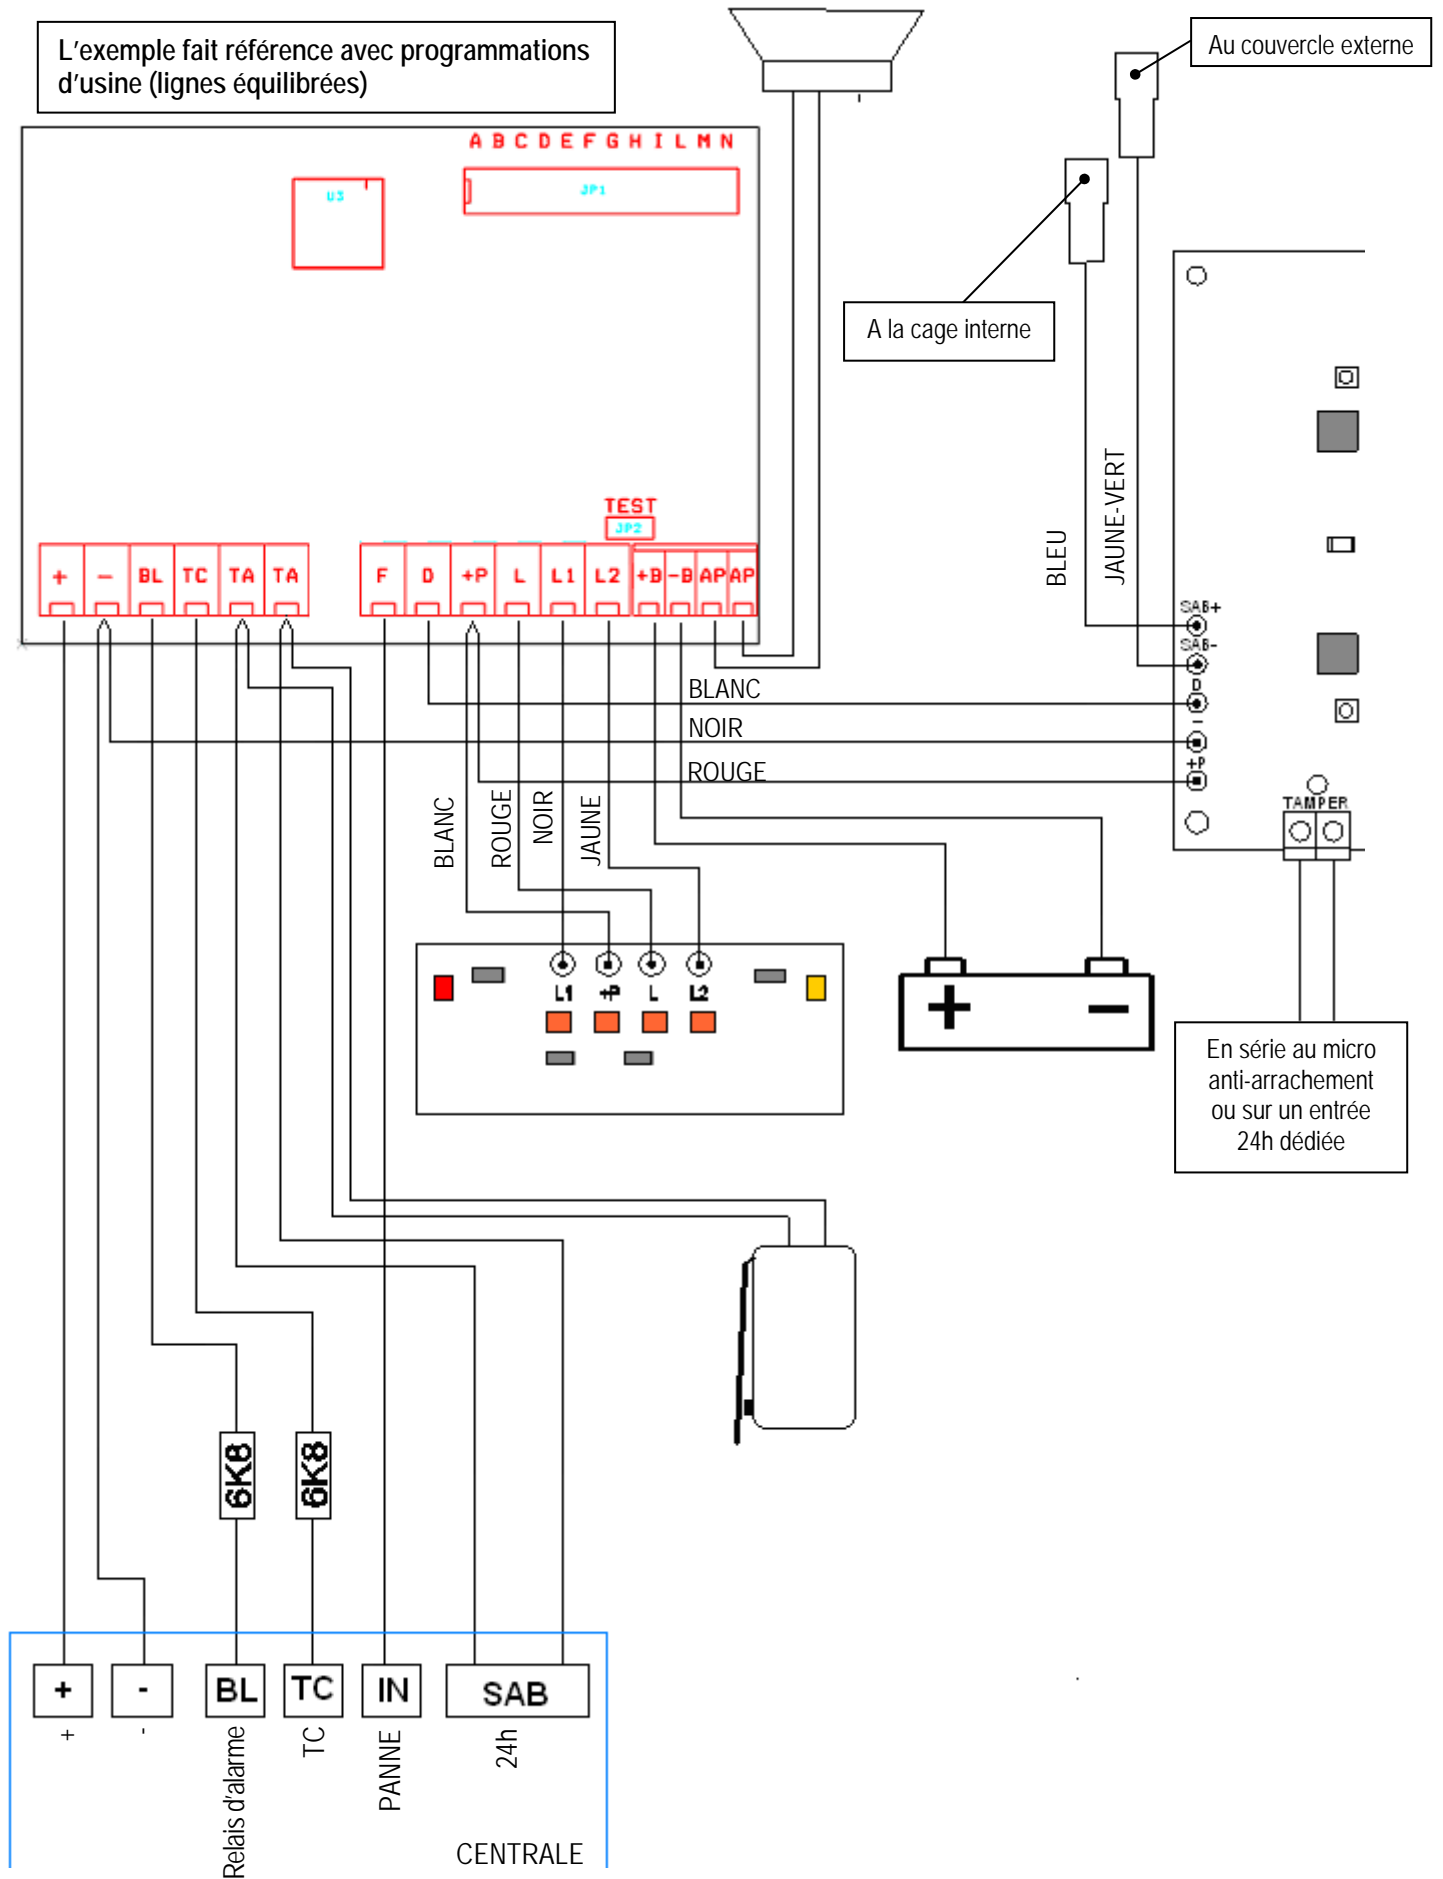 L'exemple fait référence avec programmations
d'usine (lignes équilibrées)
Au couvercle externe
A B C D E F G H I L M N
U3
JP1
A la cage interne
BLEU
JAUNE-VERT
TEST
JP2
+ - BL TC TA TA
F D +P L L1 L2 +B -B AP AP
SAB+
SAB-
D
-
+P
TAMPER
BLANC
NOIR
ROUGE
BLANC
ROUGE
NOIR
JAUNE
L1 +P L L2
+ -
En série au micro
anti-arrachement
ou sur un entrée
24h dédiée
6K8
6K8
+ - BL TC IN SAB
+
-
Relais d'alarme
TC
PANNE
24h
CENTRALE